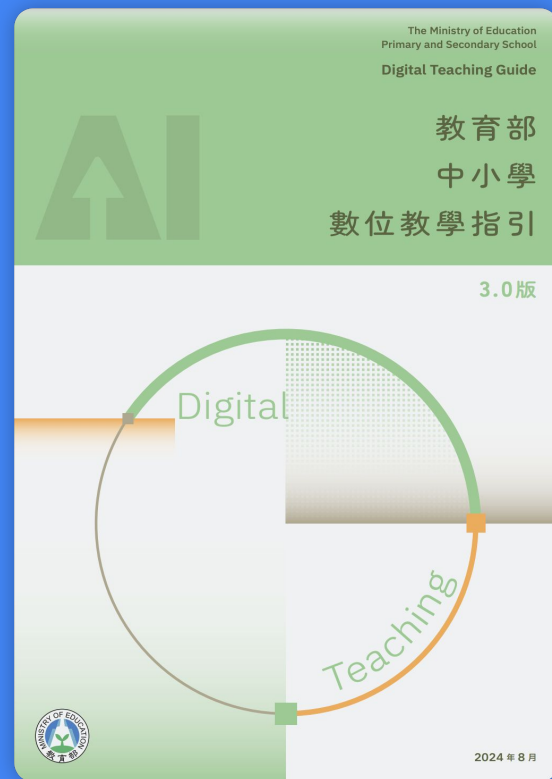 The Ministry of Education
Primary and Secondary School
Digital Teaching Guide
AI
教育部
中小學
數位教學指引
3.0版
Digital
Teaching
MINISTRY OF EDUCATION
教育部
2024 年 8 月